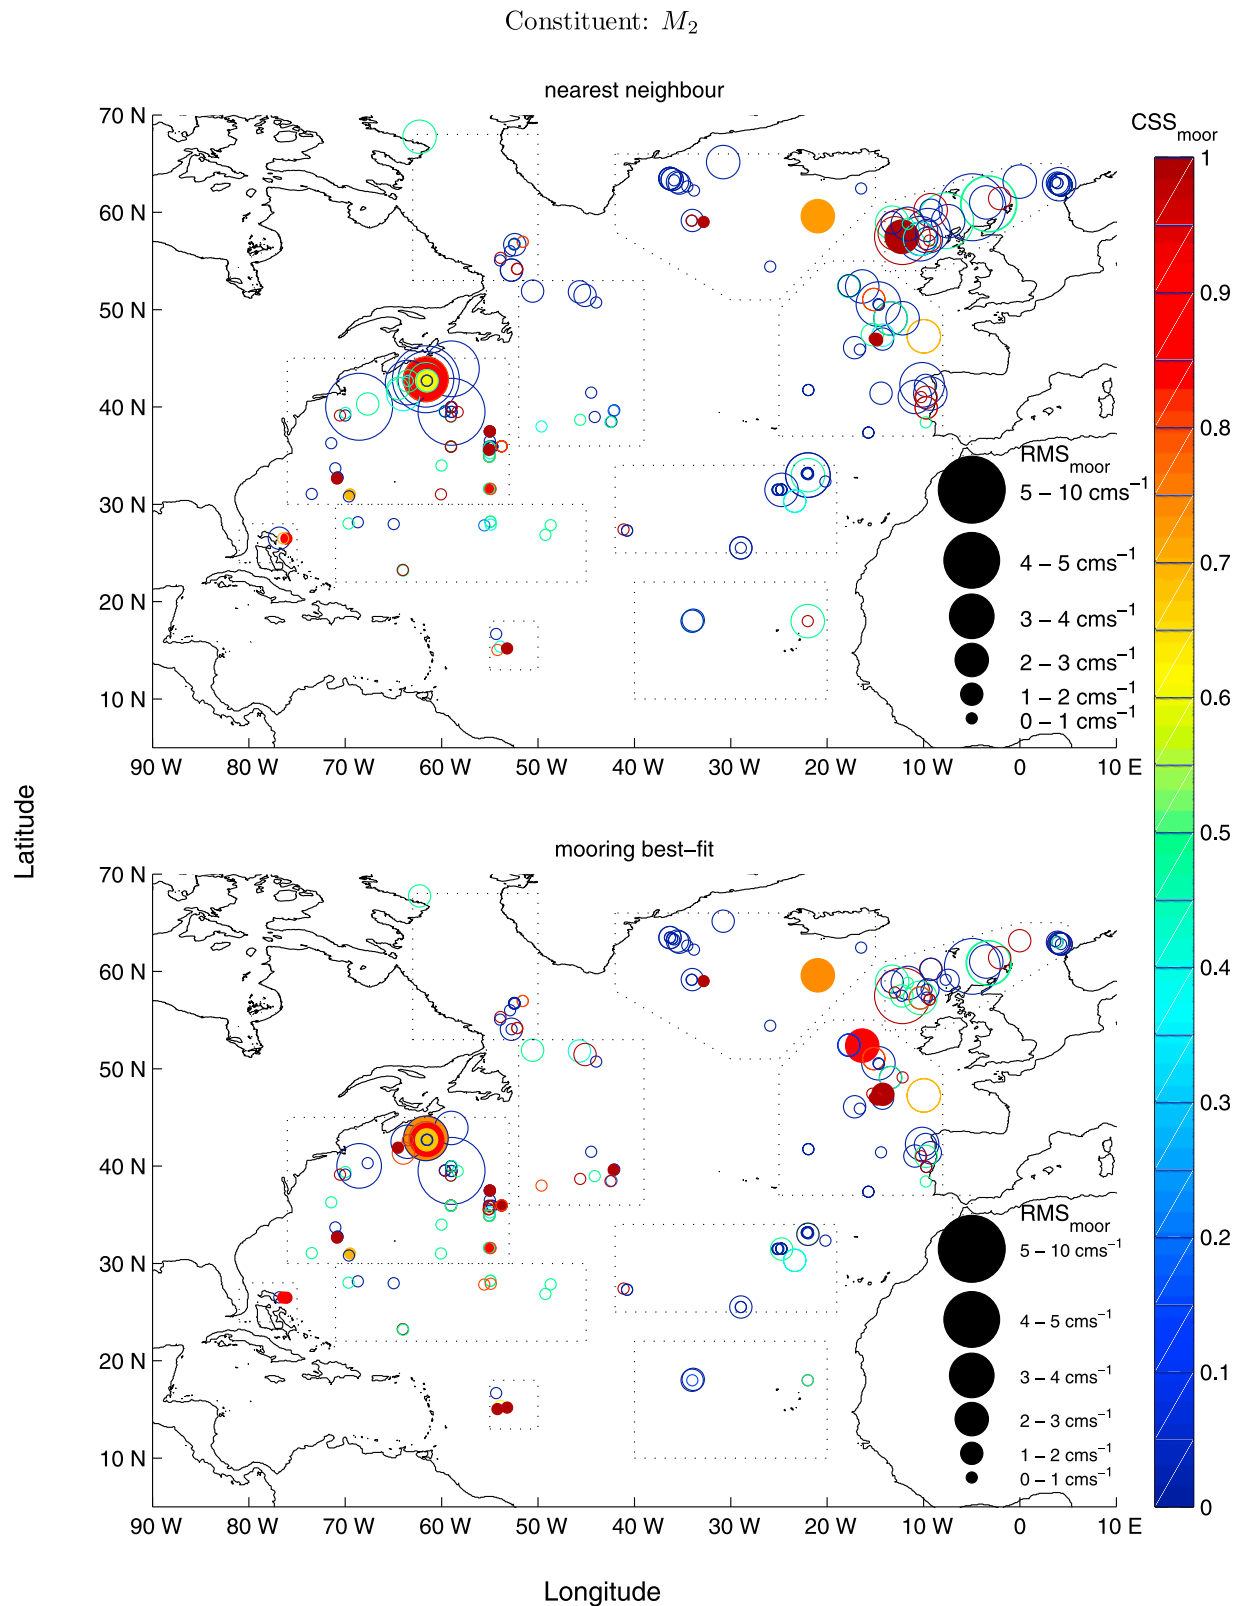 Constituent: M2
nearest neighbour
CSSmoor
70 N
60 N
50 N
40 N
30 N
20 N
10 N
90 W 80 W 70 W 60 W 50 W 40 W 30 W 20 W 10 W 0 10 E
RMSmoor
5 – 10 cms−1
4 – 5 cms−1
3 – 4 cms−1
2 – 3 cms−1
1 – 2 cms−1
0 – 1 cms−1
1
0.9
0.8
0.7
0.6
0.5
0.4
0.3
0.2
0.1
0
Latitude
mooring best–fit
70 N
60 N
50 N
40 N
30 N
20 N
10 N
90 W 80 W 70 W 60 W 50 W 40 W 30 W 20 W 10 W 0 10 E
RMSmoor
5 – 10 cms−1
4 – 5 cms−1
3 – 4 cms−1
2 – 3 cms−1
1 – 2 cms−1
0 – 1 cms−1
Longitude